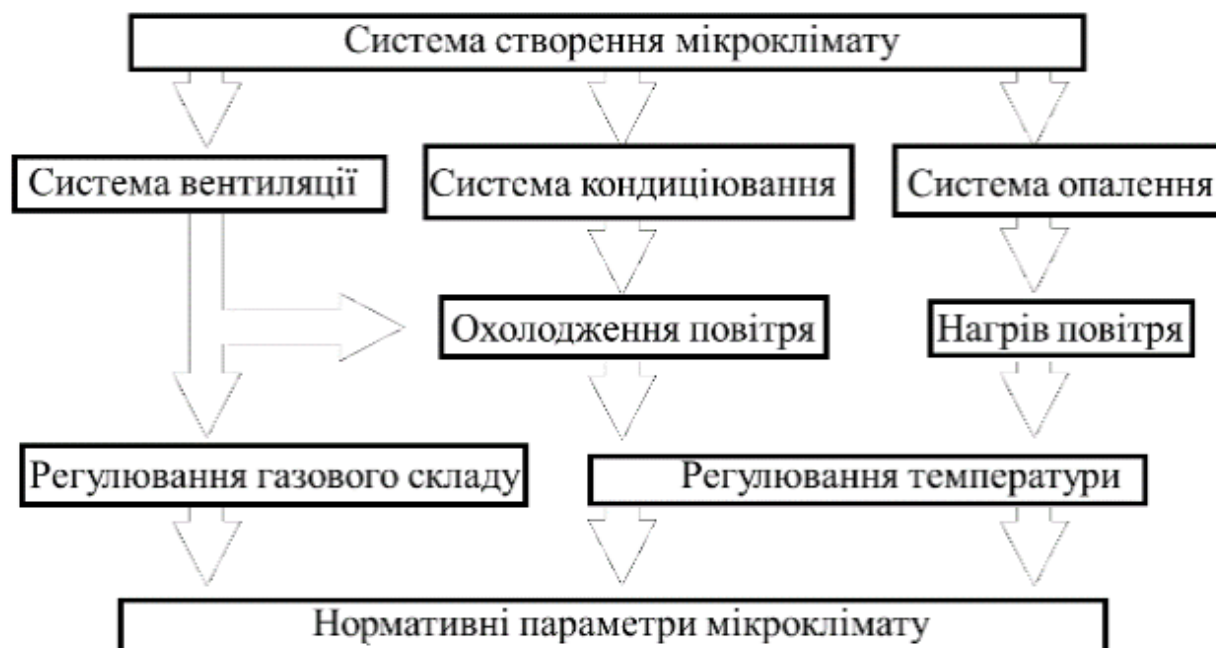 Система створення мікроклімату
Система вентиляції
Система кондиціювання
Система опалення
Охолодження повітря
Нагрів повітря
Регулювання газового складу
Регулювання температури
Нормативні параметри мікроклімату